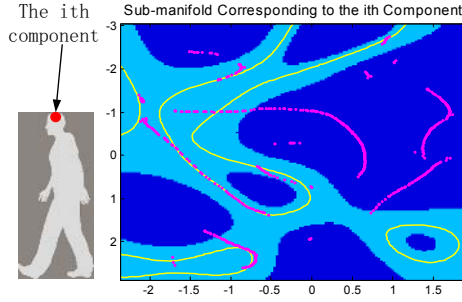 The ith
component
Sub-manifold Corresponding to the ith Component
-3
-2
-1
0
1
2
-2 -1.5 -1 -0.5 0 0.5 1 1.5